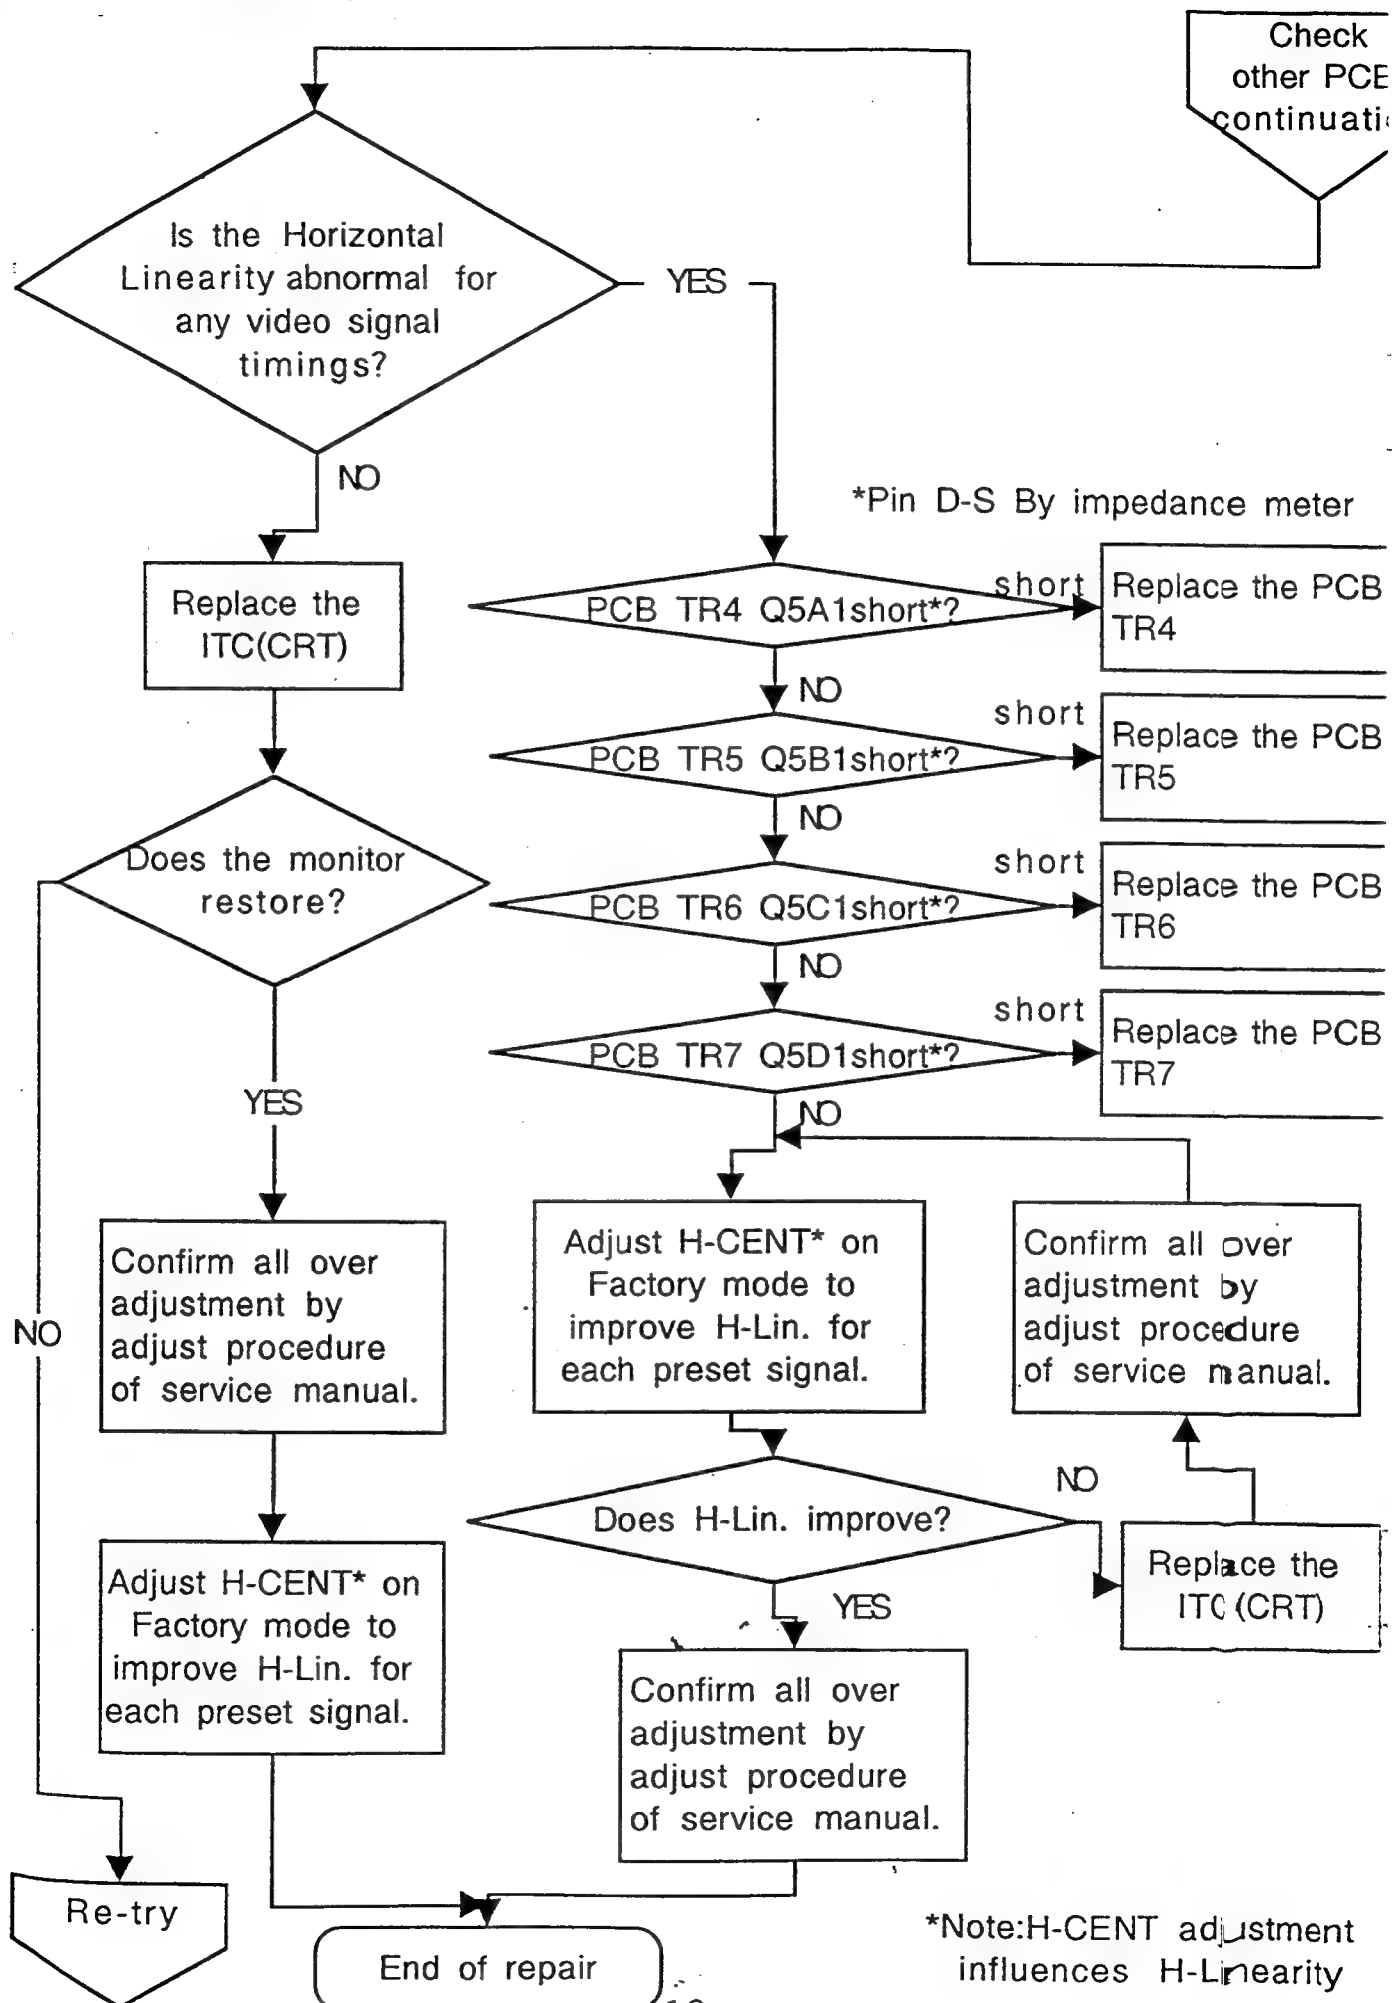 Check
other
Is the Horizontal
Linearity abnormal for
any video signal
timings?
YES
NO
*Pin D-S By impedance meter
Replace the
ITC(CRT)
PCB TR4 Q5A1short*?
short
Replace the PCB
TR4
NO
PCB TR5 Q5B1short*?
short
Replace the PCB
TR5
NO
Does the monitor
restore?
PCB TR6 Q5C1short*?
short
Replace the PCB
TR6
NO
PCB TR7 Q5D1short*?
short
Replace the PCB
TR7
NO
YES
NO
Confirm all over
adjustment by
adjust procedure
of service manual.
Adjust H-CENT* on
Factory mode to
improve H-Lin. for
each preset signal.
Confirm all over
adjustment by
adjust procedure
of service manual.
Does H-Lin. improve?
NO
Replace the
ITC(CRT)
YES
Adjust H-CENT* on
Factory mode to
improve H-Lin. for
each preset signal.
Confirm all over
adjustment by
adjust procedure
of service manual.
Re-try
End of repair
*Note:H-CENT adjustment
influences H-Linearity